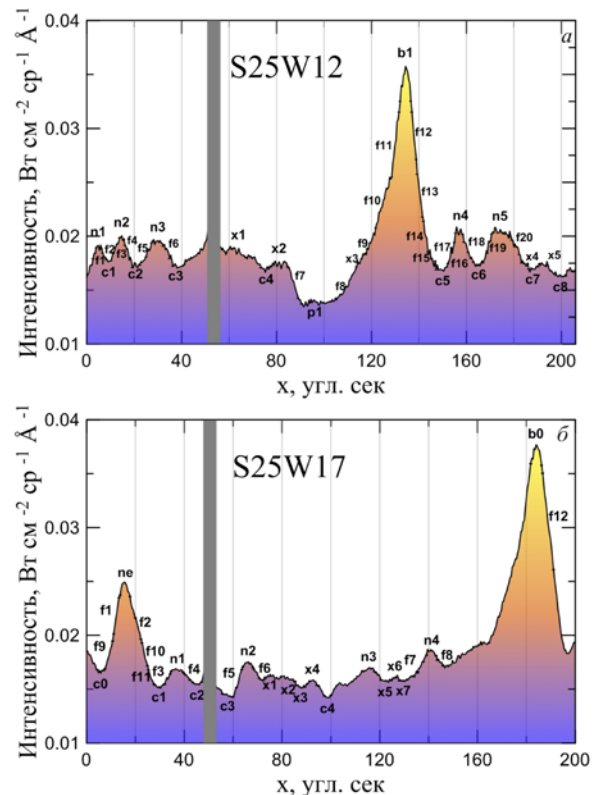 Интенсивность, Вт см -2 ср -1 Å -1
0.04
0.03
0.02
0.01
S25W12
а
b1
f11
f12
f10
f13
n1
n2
n3
f9
f14
n4
n5
f2
f4
f5
f6
x1
x2
x3
f15
f17
f18
f20
f1
f3
f16
f19
x4
x5
c1
c2
c3
c4
f7
f8
c5
c6
c7
c8
p1
0 40 80 120 160 200
x, угл. сек
Интенсивность, Вт см -2 ср -1 Å -1
0.04
0.03
0.02
0.01
S25W17
б
b0
f12
ne
f1
f2
f9
f10
n1
n2
n3
n4
f11
f3
f4
f5
f6
x4
x6
f7
f8
c0
c1
c2
c3
x1
x2
x3
c4
x5
x7
0 40 80 120 160 200
x, угл. сек